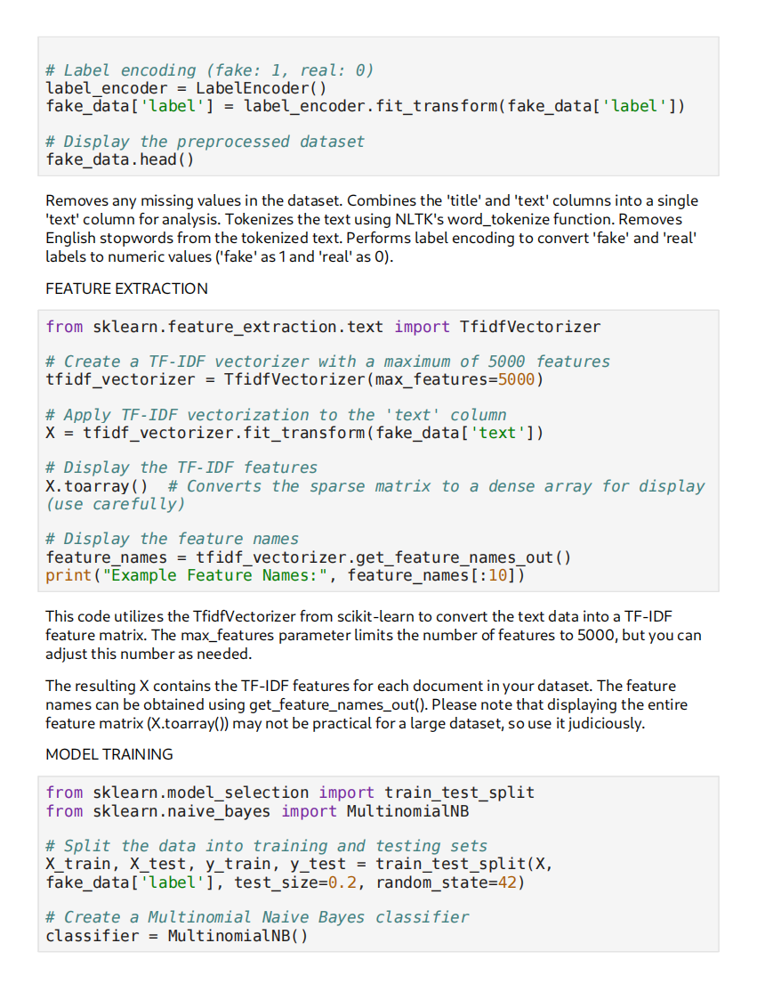 # Label encoding (fake: 1, real: 0)
label_encoder = LabelEncoder()
fake_data['label'] = label_encoder.fit_transform(fake_data['label'])
# Display the preprocessed dataset
fake_data.head()
Removes any missing values in the dataset. Combines the 'title' and 'text' columns into a single
'text' column for analysis. Tokenizes the text using NLTK's word_tokenize function. Removes
English stopwords from the tokenized text. Performs label encoding to convert 'fake' and 'real'
labels to numeric values ('fake' as 1 and 'real' as 0).
FEATURE EXTRACTION
from sklearn.feature_extraction.text import TfidfVectorizer
# Create a TF-IDF vectorizer with a maximum of 5000 features
tfidf_vectorizer = TfidfVectorizer(max_features=5000)
# Apply TF-IDF vectorization to the 'text' column
X = tfidf_vectorizer.fit_transform(fake_data['text'])
# Display the TF-IDF features
X.toarray()  # Converts the sparse matrix to a dense array for display
(use carefully)
# Display the feature names
feature_names = tfidf_vectorizer.get_feature_names_out()
print("Example Feature Names:", feature_names[:10])
This code utilizes the TfidfVectorizer from scikit-learn to convert the text data into a TF-IDF
feature matrix. The max_features parameter limits the number of features to 5000, but you can
adjust this number as needed.
The resulting X contains the TF-IDF features for each document in your dataset. The feature
names can be obtained using get_feature_names_out(). Please note that displaying the entire
feature matrix (X.toarray()) may not be practical for a large dataset, so use it judiciously.
MODEL TRAINING
from sklearn.model_selection import train_test_split
from sklearn.naive_bayes import MultinomialNB
# Split the data into training and testing sets
X_train, X_test, y_train, y_test = train_test_split(X,
fake_data['label'], test_size=0.2, random_state=42)
# Create a Multinomial Naive Bayes classifier
classifier = MultinomialNB()